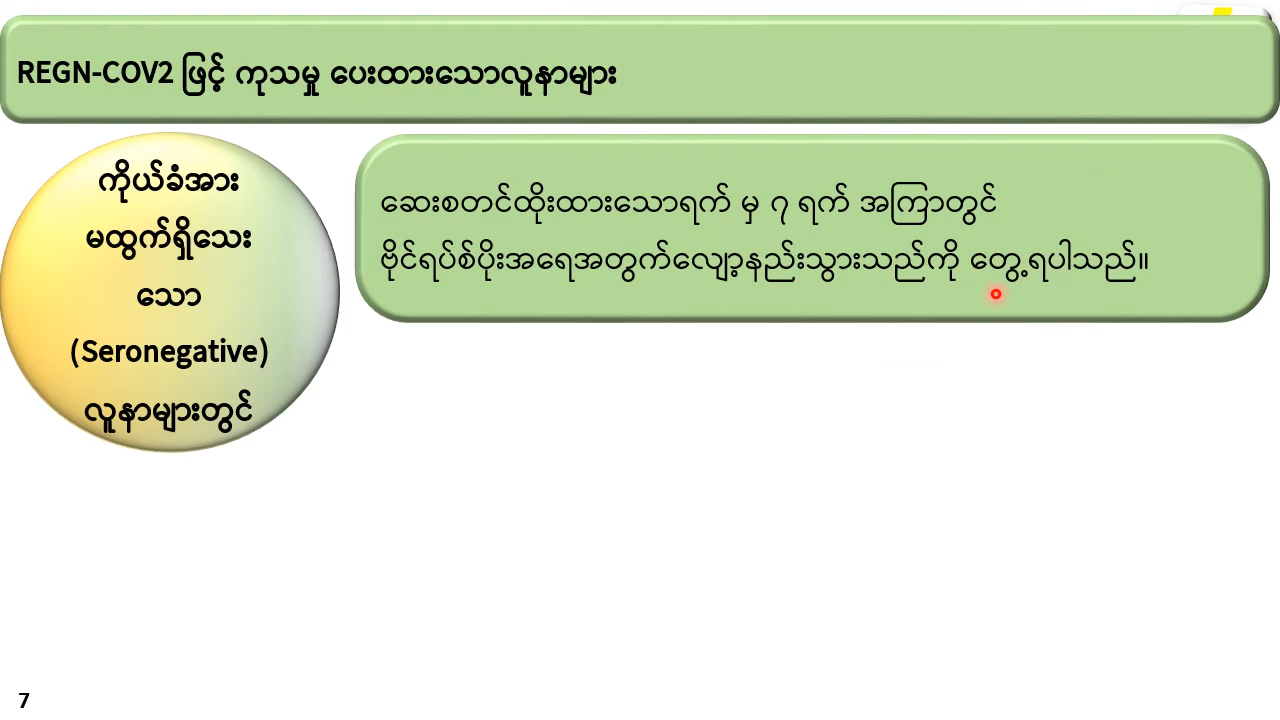 REGN-COV2 ဖြင့် ကုသမှု ပေးထားသောလူနာများ
ကိုယ်ခံအား
မထွက်ရှိသေး
သော
(Seronegative)
လူနာများတွင်
ဆေးစတင်ထိုးထားသောရက် မှ ၇ ရက် အကြာတွင်
ဗိုင်ရပ်စ်ပိုးအရေအတွက်လျော့နည်းသွားသည်ကို တွေ့ရပါသည်။
7